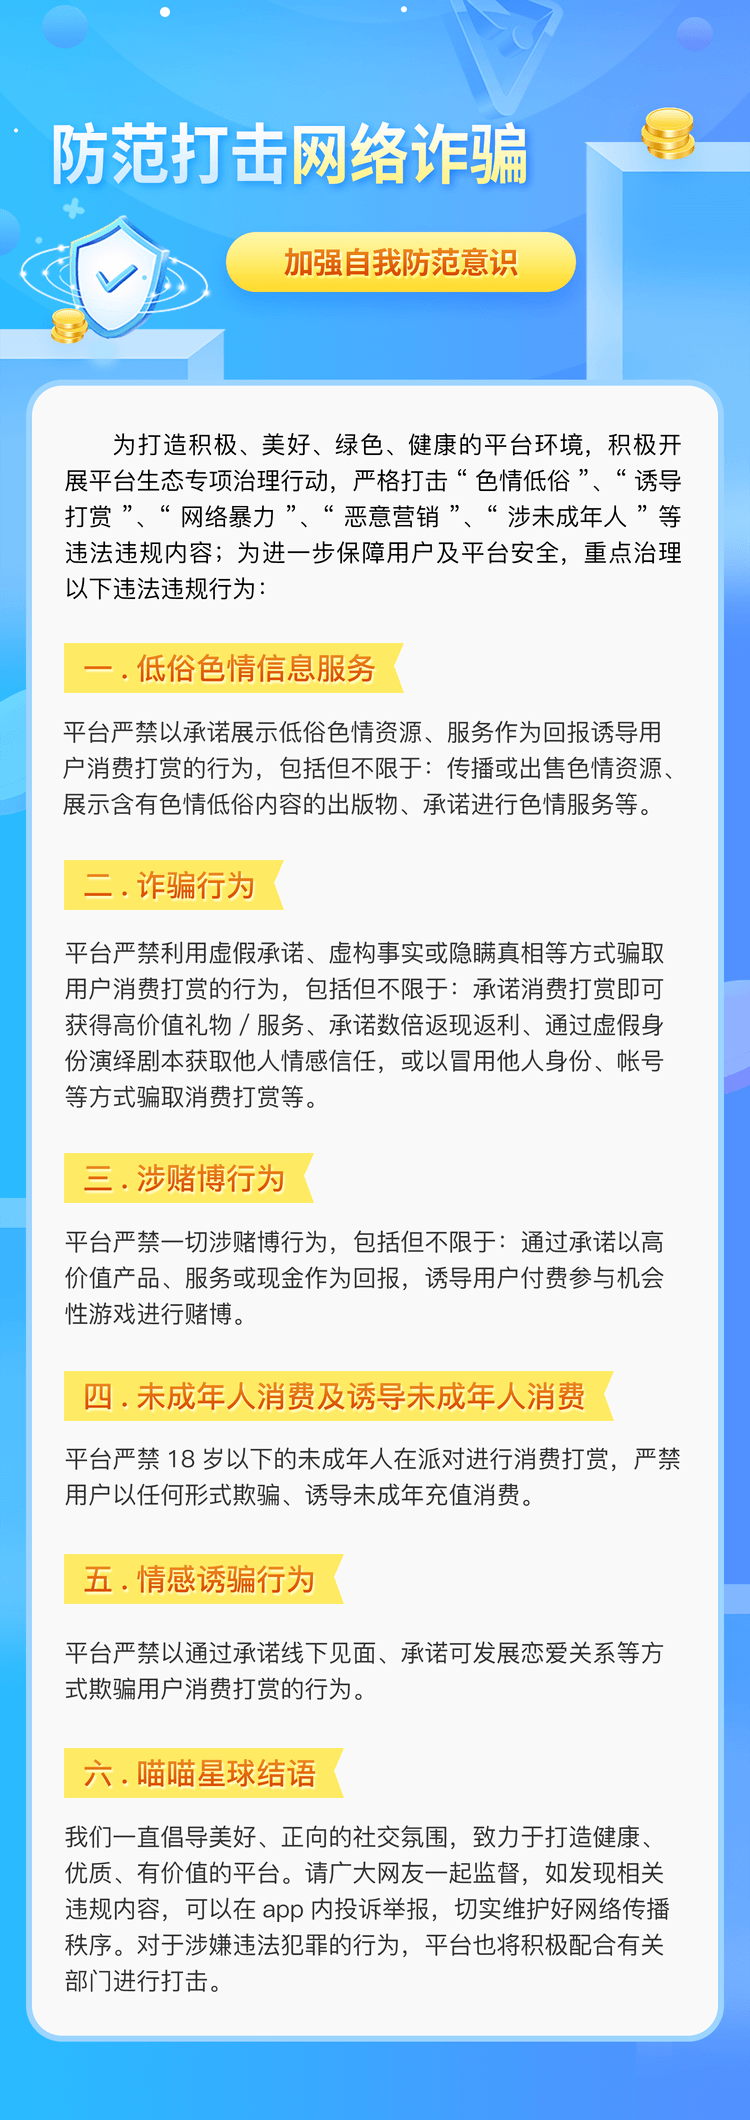 防范打击网络诈骗
加强自我防范意识
为打造积极、美好、绿色、健康的平台环境，积极开
展平台生态专项治理行动，严格打击“色情低俗”、“诱导
打赏”、“网络暴力”、“恶意营销”、“涉未成年人”等
违法违规内容；为进一步保障用户及平台安全，重点治理
以下违法违规行为：
一 . 低俗色情信息服务
平台严禁以承诺展示低俗色情资源、服务作为回报诱导用
户消费打赏的行为，包括但不限于：传播或出售色情资源、
展示含有色情低俗内容的出版物、承诺进行色情服务等。
二 . 诈骗行为
平台严禁利用虚假承诺、虚构事实或隐瞒真相等方式骗取
用户消费打赏的行为，包括但不限于：承诺消费打赏即可
获得高价值礼物 / 服务、承诺数倍返现返利、通过虚假身
份演绎剧本获取他人情感信任，或以冒用他人身份、帐号
等方式骗取消费打赏等。
三 . 涉赌博行为
平台严禁一切涉赌博行为，包括但不限于：通过承诺以高
价值产品、服务或现金作为回报，诱导用户付费参与机会
性游戏进行赌博。
四 . 未成年人消费及诱导未成年人消费
平台严禁 18 岁以下的未成年人在派对进行消费打赏，严禁
用户以任何形式欺骗、诱导未成年充值消费。
五 . 情感诱骗行为
平台严禁以通过承诺线下见面、承诺可发展恋爱关系等方
式欺骗用户消费打赏的行为。
六 . 喵喵星球结语
我们一直倡导美好、正向的社交氛围，致力于打造健康、
优质、有价值的平台。请广大网友一起监督，如发现相关
违规内容，可以在 app 内投诉举报，切实维护好网络传播
秩序。对于涉嫌违法犯罪的行为，平台也将积极配合有关
部门进行打击。